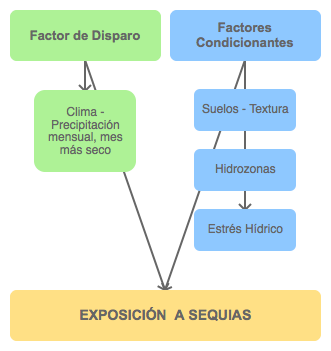 Factor de Disparo
Factores
Condicionantes
Clima -
Precipitación
mensual, mes
más seco
Suelos - Textura
Hidrozonas
Estrés Hídrico
EXPOSICIÓN A SEQUIAS